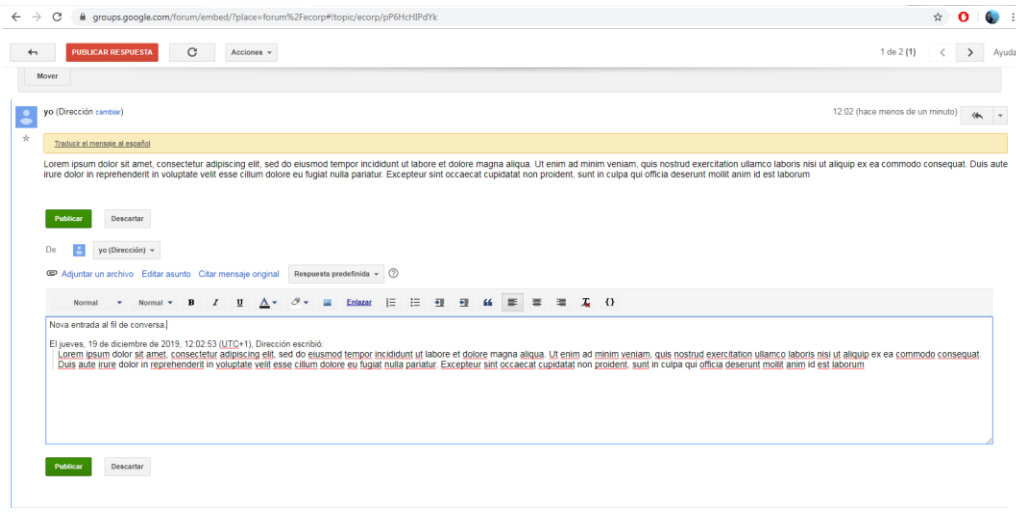 groups.google.com/forum/embed/?place=forum%2Fecorp#!topic/ecorp/pP6HcHIPdYk
PUBLICAR RESPUESTA Acciones 1 de 2 (1) Ayuda
Mover
yo (Dirección cambiar) 12:02 (hace menos de un minuto)
Traducir el mensaje al español
Lorem ipsum dolor sit amet, consectetur adipiscing elit, sed do eiusmod tempor incididunt ut labore et dolore magna aliqua. Ut enim ad minim veniam, quis nostrud exercitation ullamco laboris nisi ut aliquip ex ea commodo consequat. Duis aute
irure dolor in reprehenderit in voluptate velit esse cillum dolore eu fugiat nulla pariatur. Excepteur sint occaecat cupidatat non proident, sunt in culpa qui officia deserunt mollit anim id est laborum
Publicar Descartar
De yo (Dirección)
Adjuntar un archivo Editar asunto Citar mensaje original Respuesta predefinida ?
Normal Normal B I U A Enlazar {}
Nova entrada al fil de conversa.
El jueves, 19 de diciembre de 2019, 12:02:53 (UTC+1), Dirección escribió:
Lorem ipsum dolor sit amet, consectetur adipiscing elit, sed do eiusmod tempor incididunt ut labore et dolore magna aliqua. Ut enim ad minim veniam, quis nostrud exercitation ullamco laboris nisi ut aliquip ex ea commodo consequat.
Duis aute irure dolor in reprehenderit in voluptate velit esse cillum dolore eu fugiat nulla pariatur. Excepteur sint occaecat cupidatat non proident, sunt in culpa qui officia deserunt mollit anim id est laborum
Publicar Descartar